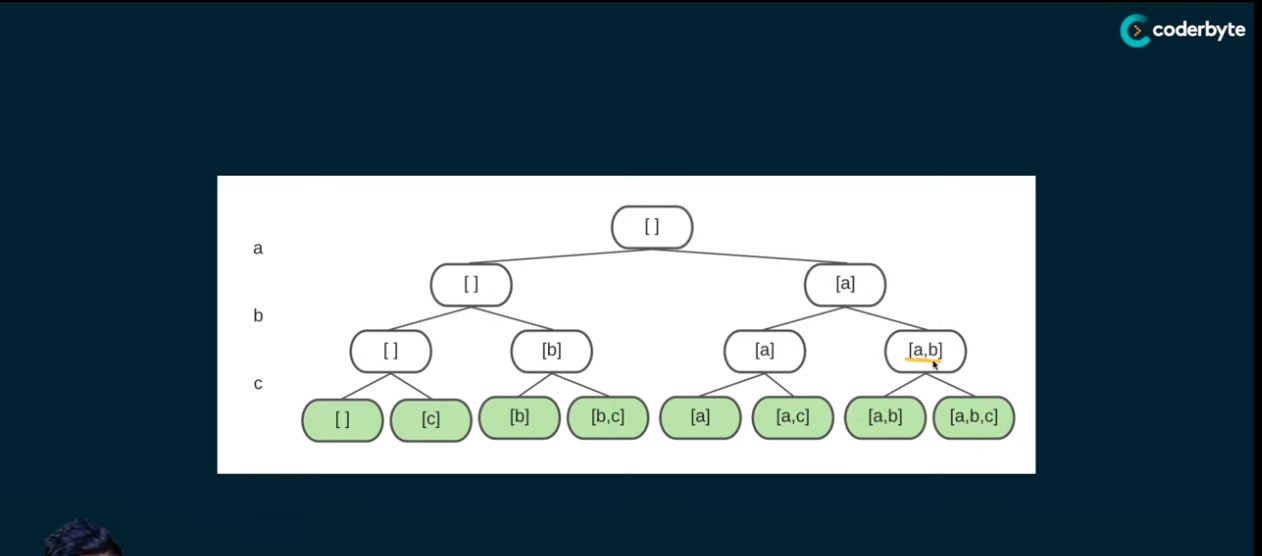 coderbyte
[ ]
a
[ ] [a]
b
[ ] [b] [a] [a,b]
c
[ ] [c] [b] [b,c] [a] [a,c] [a,b] [a,b,c]